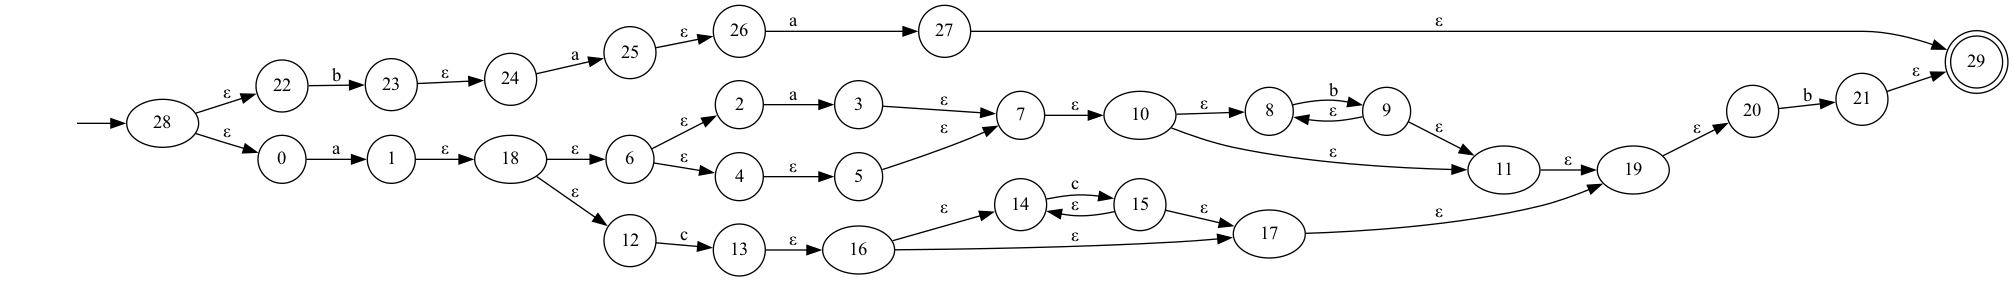 26 a 27 ε
25 ε
22 b 23 ε 24 a
28 ε
ε
0 a 1 ε 18 ε 6
ε 2 a 3 ε
ε 4 ε 5 ε
7 ε 10 ε 8 b 9 ε
ε
ε
11 ε 19 ε 20 b 21 ε 29
ε 12 c 13 ε 16
ε 14 c 15 ε
ε
ε 17 ε